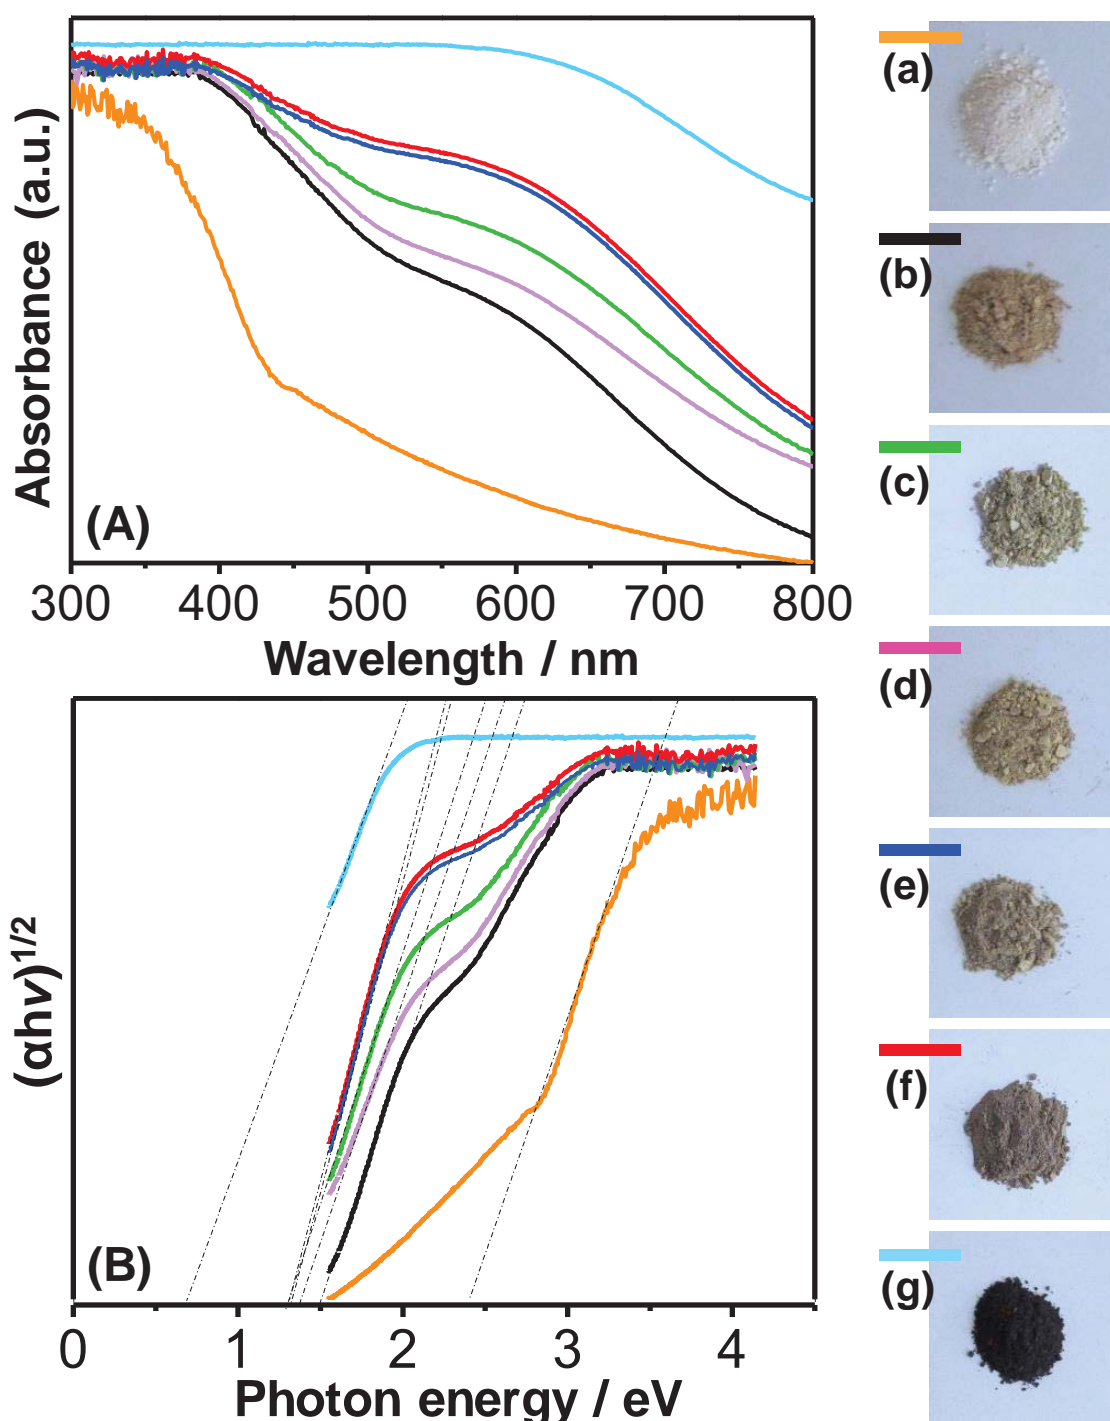 Absorbance (a.u.)
(A)
300 400 500 600 700 800
Wavelength / nm
(αhν)1/2
(B)
0 1 2 3 4
Photon energy / eV
(a)
(b)
(c)
(d)
(e)
(f)
(g)